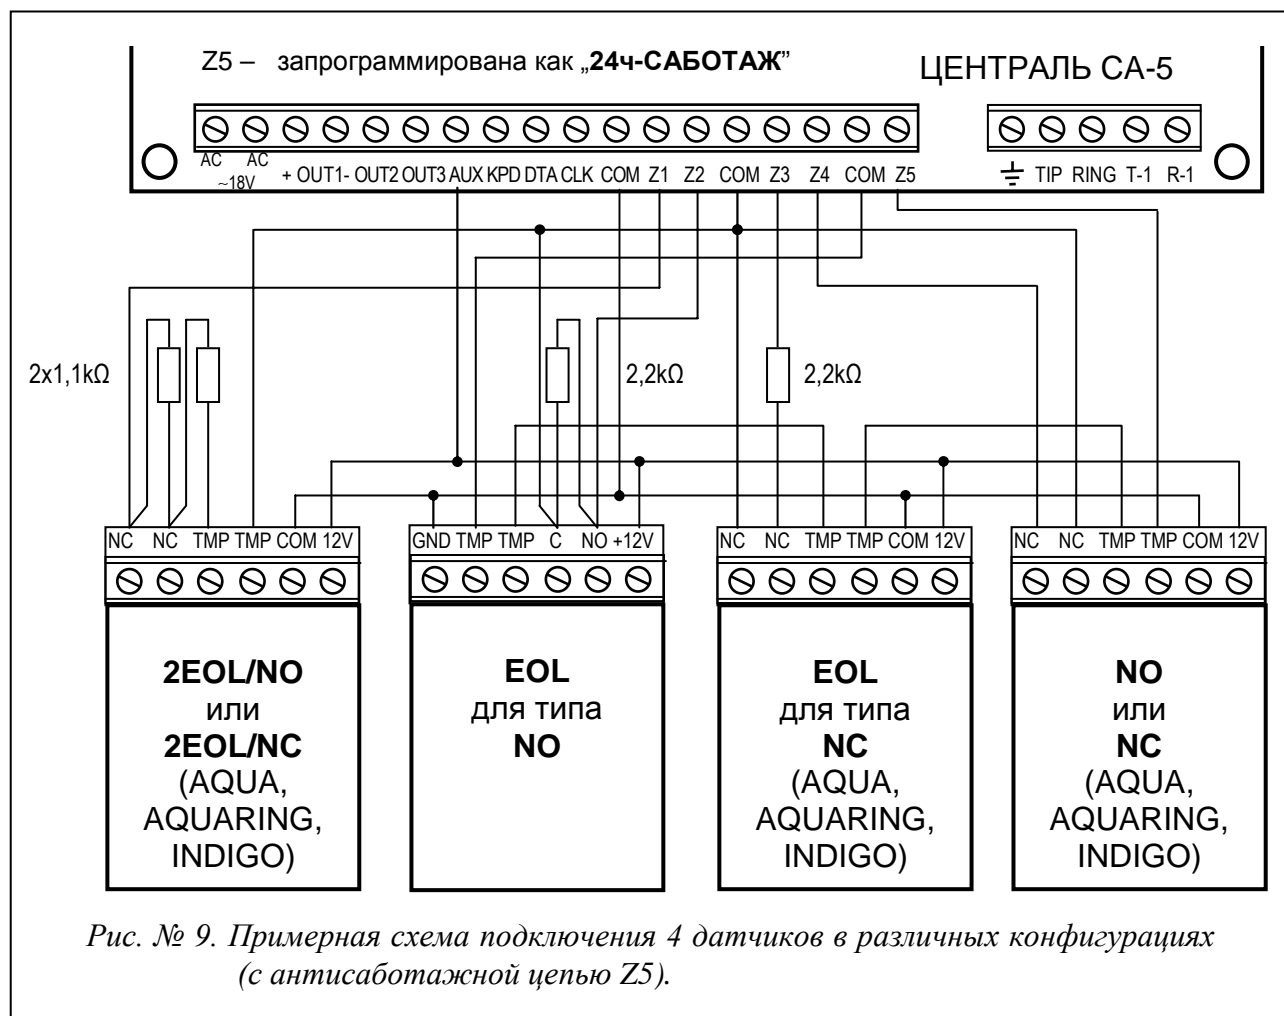 Z5 – запрограммирована как „24ч-САБОТАЖ”
ЦЕНТРАЛЬ CA-5
AC AC
~18V
+ OUT1- OUT2 OUT3 AUX KPD DTA CLK COM Z1 Z2 COM Z3 Z4 COM Z5
TIP RING T-1 R-1
2x1,1kΩ
2,2kΩ
2,2kΩ
NC NC TMP TMP COM 12V
GND TMP TMP C NO +12V
NC NC TMP TMP COM 12V
NC NC TMP TMP COM 12V
2EOL/NO
или
2EOL/NC
(AQUA,
AQUARING,
INDIGO)
EOL
для типа
NO
EOL
для типа
NC
(AQUA,
AQUARING,
INDIGO)
NO
или
NC
(AQUA,
AQUARING,
INDIGO)
Рис. № 9. Примерная схема подключения 4 датчиков в различных конфигурациях
(с антисаботажной цепью Z5).